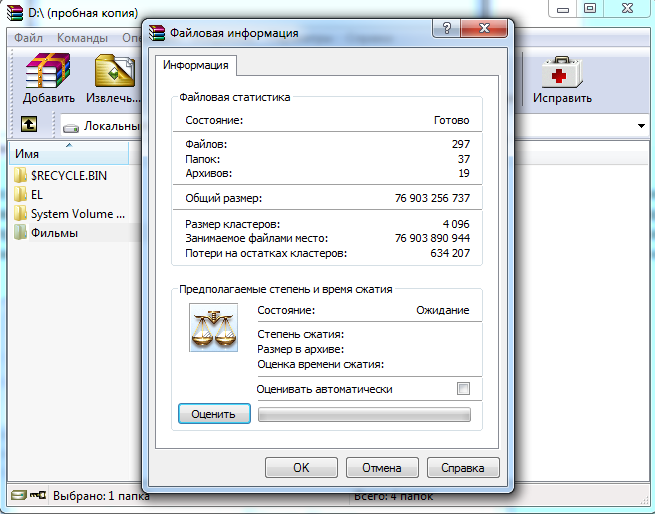 D:\ (пробная копия)
Файловая информация
Файл Команды
Информация
Добавить Извлечь... Исправить
Локальны
Имя
$RECYCLE.BIN
EL
System Volume ...
Фильмы
Файловая статистика
Состояние: Готово
Файлов: 297
Папок: 37
Архивов: 19
Общий размер: 76 903 256 737
Размер кластеров: 4 096
Занимаемое файлами место: 76 903 890 944
Потери на остатках кластеров: 634 207
Предполагаемые степень и время сжатия
Состояние: Ожидание
Степень сжатия:
Размер в архиве:
Оценка времени сжатия:
Оценивать автоматически
Оценить
OK Отмена Справка
Выбрано: 1 папка Всего: 4 папок